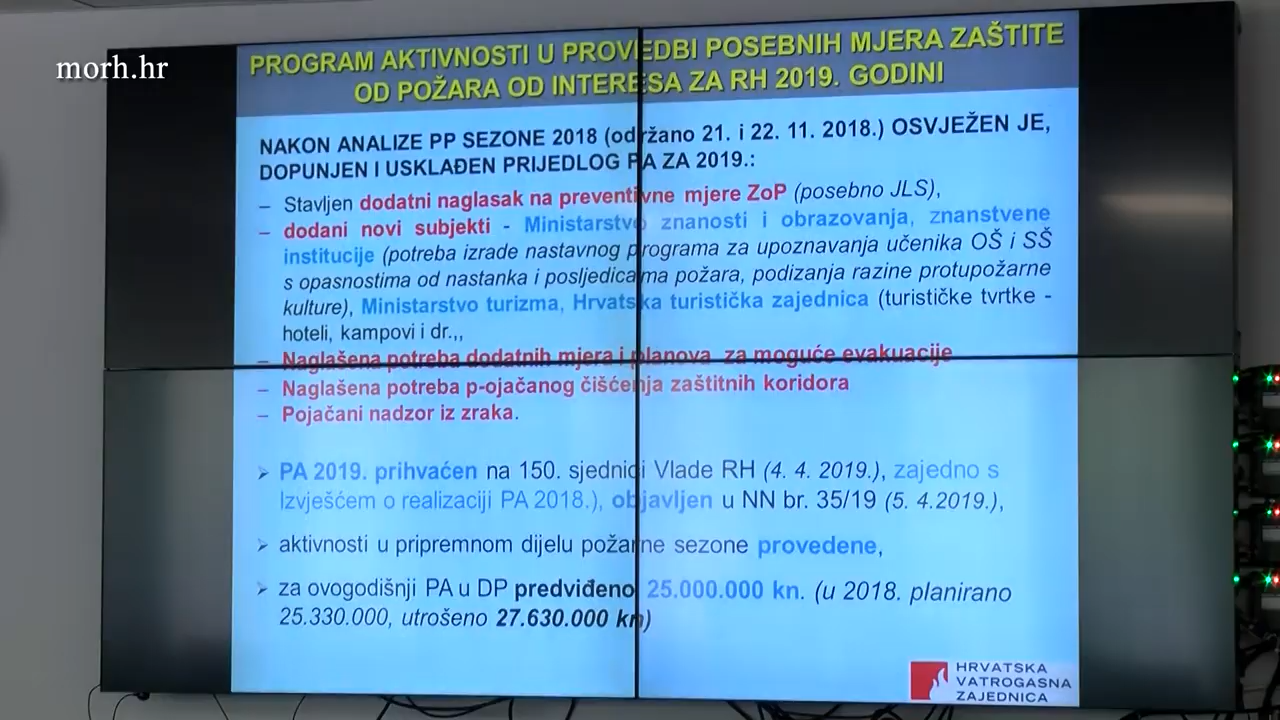 morh.hr
PROGRAM AKTIVNOSTI U PROVEDBI POSEBNIH MJERA ZAŠTITE
OD POŽARA OD INTERESA ZA RH 2019. GODINI
NAKON ANALIZE PP SEZONE 2018 (održano 21. i 22. 11. 2018.) OSVJEŽEN JE,
DOPUNJEN I USKLAĐEN PRIJEDLOG PA ZA 2019.:
– Stavljen dodatni naglasak na preventivne mjere ZoP (posebno JLS),
– dodani novi subjekti - Ministarstvo znanosti i obrazovanja, znanstvene
institucije (potreba izrade nastavnog programa za upoznavanja učenika OŠ i SŠ
s opasnostima od nastanka i posljedicama požara, podizanja razine protupožarne
kulture), Ministarstvo turizma, Hrvatska turistička zajednica (turističke tvrtke -
hoteli, kampovi i dr.,,
– Naglašena potreba dodatnih mjera i planova za moguće evakuacije
– Naglašena potreba p-ojačanog čišćenja zaštitnih koridora
– Pojačani nadzor iz zraka.
➢ PA 2019. prihvaćen na 150. sjednici Vlade RH (4. 4. 2019.), zajedno s
Izvješćem o realizaciji PA 2018.), objavljen u NN br. 35/19 (5. 4.2019.),
➢ aktivnosti u pripremnom dijelu požarne sezone provedene,
➢ za ovogodišnji PA u DP predviđeno 25.000.000 kn. (u 2018. planirano
25.330.000, utrošeno 27.630.000 kn)
HRVATSKA
VATROGASNA
ZAJEDNICA